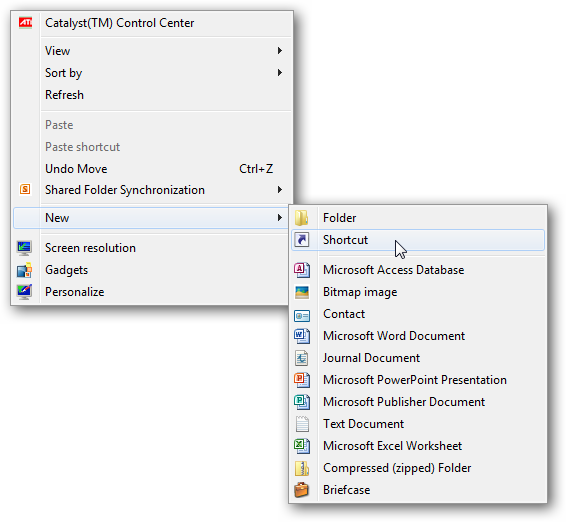 ATI Catalyst(TM) Control Center
View
Sort by
Refresh
Paste
Paste shortcut
Undo Move Ctrl+Z
S Shared Folder Synchronization
New
Screen resolution
Gadgets
Personalize
Folder
Shortcut
Microsoft Access Database
Bitmap image
Contact
Microsoft Word Document
Journal Document
Microsoft PowerPoint Presentation
Microsoft Publisher Document
Text Document
Microsoft Excel Worksheet
Compressed (zipped) Folder
Briefcase